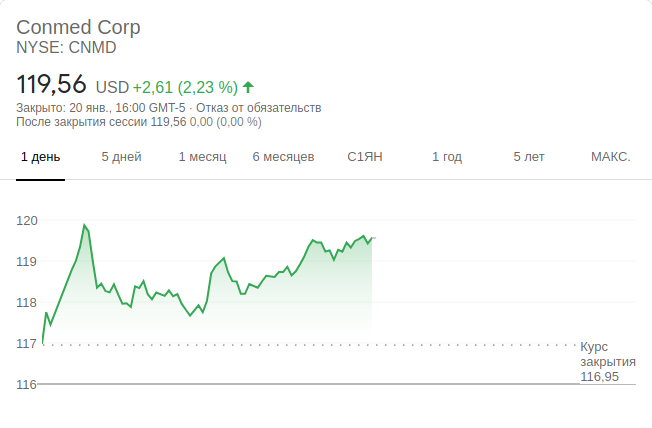 Conmed Corp
NYSE: CNMD
119,56 USD +2,61 (2,23 %)
Закрыто: 20 янв., 16:00 GMT-5 · Отказ от обязательств
После закрытия сессии 119,56 0,00 (0,00 %)
1 день 5 дней 1 месяц 6 месяцев С1ЯН 1 год 5 лет МАКС.
120
119
118
117
Курс
закрытия
116,95
116